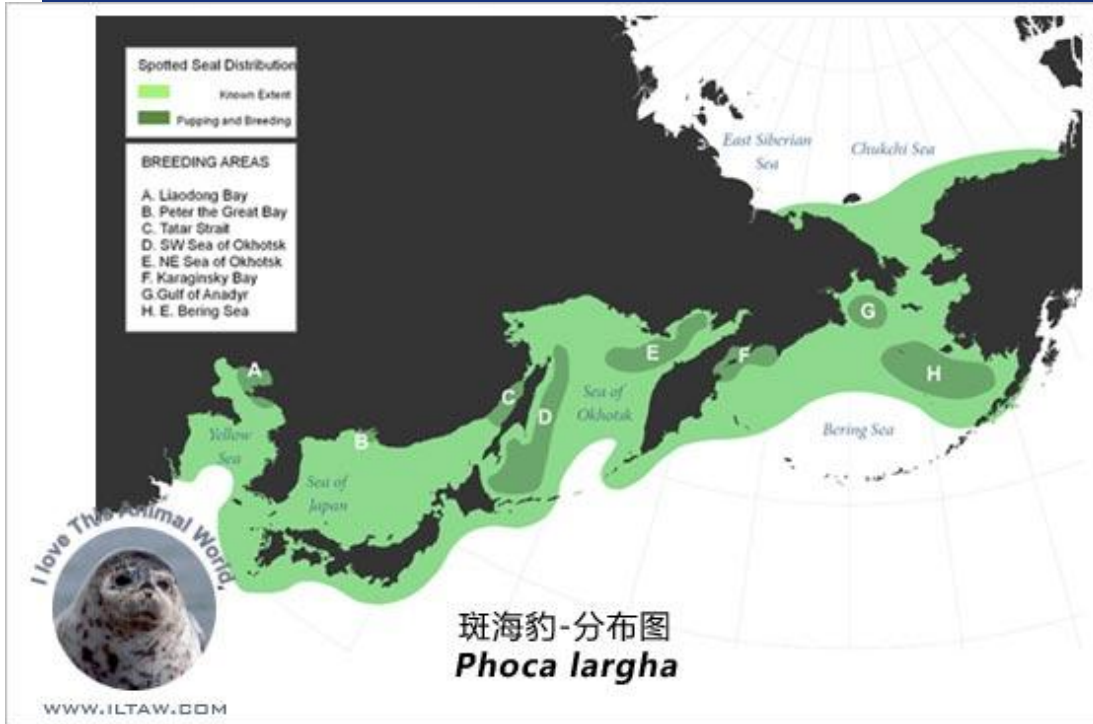 Spotted Seal Distribution
Known Extent
Pupping and Breeding
BREEDING AREAS
A. Liaodong Bay
B. Peter the Great Bay
C. Tatar Strait
D. SW Sea of Okhotsk
E. NE Sea of Okhotsk
F. Karaginsky Bay
G.Gulf of Anadyr
H. E. Bering Sea
East Siberian
Sea
Chukchi Sea
G
A
E
F
H
C
D
Sea of
Okhotsk
B
Yellow
Sea
Bering Sea
Sea of
Japan
I love This Animal World,
斑海豹-分布图
Phoca largha
WWW.ILTAW.COM